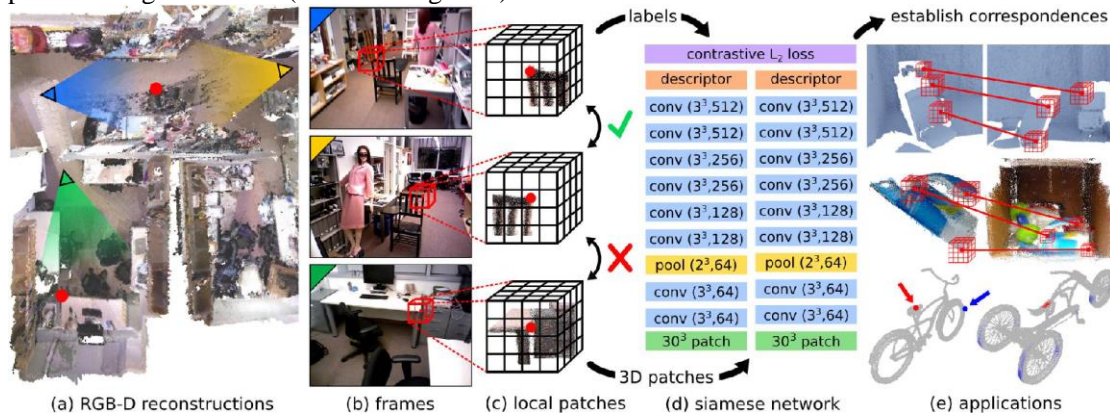 labels
establish correspondences
contrastive L₂ loss
descriptor descriptor
conv (3³,512) conv (3³,512)
conv (3³,512) conv (3³,512)
conv (3³,256) conv (3³,256)
conv (3³,256) conv (3³,256)
conv (3³,128) conv (3³,128)
conv (3³,128) conv (3³,128)
pool (2³,64) pool (2³,64)
conv (3³,64) conv (3³,64)
conv (3³,64) conv (3³,64)
30³ patch 30³ patch
3D patches
(a) RGB-D reconstructions (b) frames (c) local patches (d) siamese network (e) applications